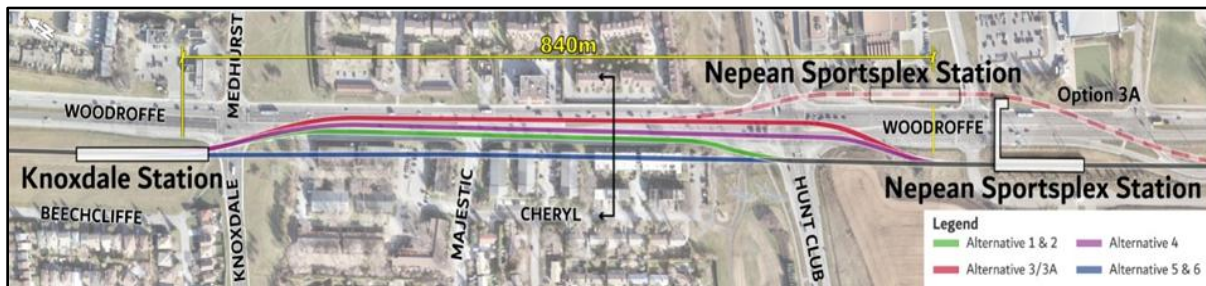 840m
MEDHURST
Nepean Sportsplex Station
Option 3A
WOODROFFE
WOODROFFE
Knoxdale Station
Nepean Sportsplex Station
BEECHCLIFFE
KNOXDALE
MAJESTIC
CHERYL
HUNT CLUB
Legend
Alternative 1 & 2
Alternative 4
Alternative 3/3A
Alternative 5 & 6
N